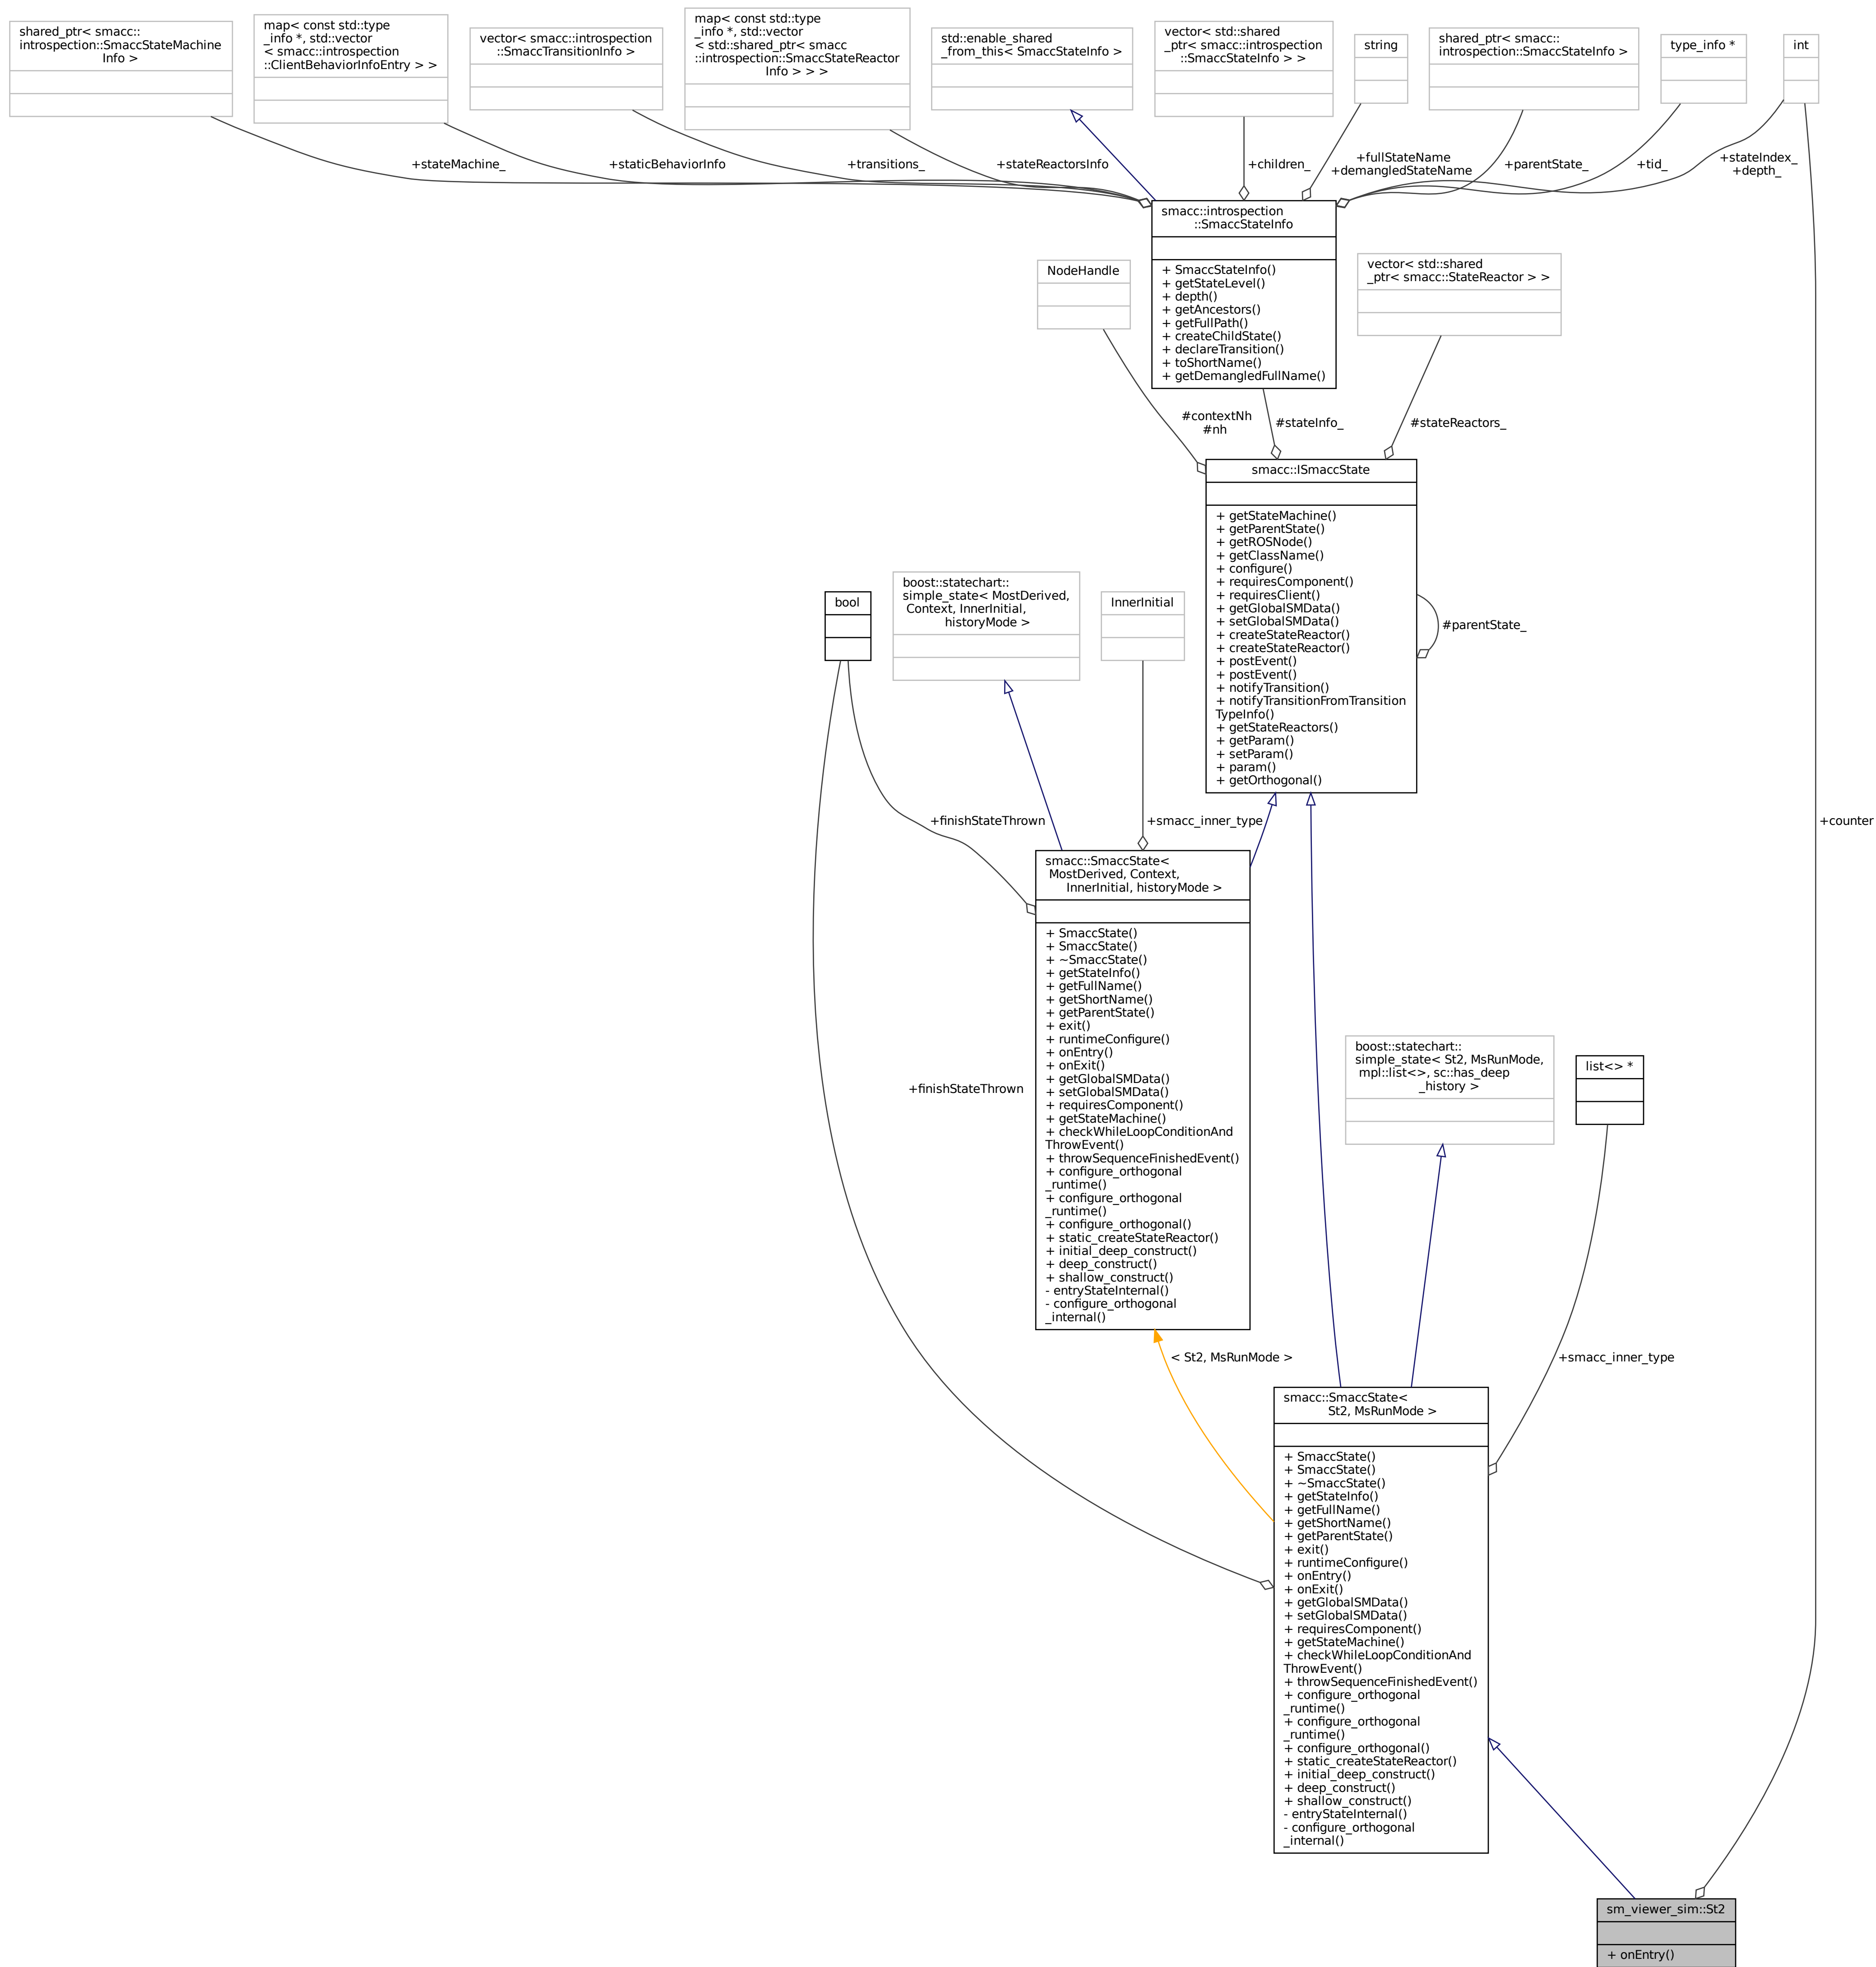 shared_ptr< smacc::
introspection::SmaccStateMachine
Info >
map< const std::type
_info *, std::vector
< smacc::introspection
::ClientBehaviorInfoEntry > >
vector< smacc::introspection
::SmaccTransitionInfo >
map< const std::type
_info *, std::vector
< std::shared_ptr< smacc
::introspection::SmaccStateReactor
Info > > >
std::enable_shared
_from_this< SmaccStateInfo >
vector< std::shared
_ptr< smacc::introspection
::SmaccStateInfo > >
string
shared_ptr< smacc::
introspection::SmaccStateInfo >
type_info *
int
+stateMachine_
+staticBehaviorInfo
+transitions_
+stateReactorsInfo
+children_
+fullStateName
+demangledStateName
+parentState_
+tid_
+stateIndex_
+depth_
smacc::introspection
::SmaccStateInfo
+ SmaccStateInfo()
+ getStateLevel()
+ depth()
+ getAncestors()
+ getFullPath()
+ createChildState()
+ declareTransition()
+ toShortName()
+ getDemangledFullName()
NodeHandle
vector< std::shared
_ptr< smacc::StateReactor > >
#contextNh
#nh
#stateInfo_
#stateReactors_
smacc::ISmaccState
+ getStateMachine()
+ getParentState()
+ getROSNode()
+ getClassName()
+ configure()
+ requiresComponent()
+ requiresClient()
+ getGlobalSMData()
+ setGlobalSMData()
+ createStateReactor()
+ createStateReactor()
+ postEvent()
+ postEvent()
+ notifyTransition()
+ notifyTransitionFromTransition
TypeInfo()
+ getStateReactors()
+ getParam()
+ setParam()
+ param()
+ getOrthogonal()
#parentState_
bool
boost::statechart::
simple_state< MostDerived,
Context, InnerInitial,
historyMode >
InnerInitial
+finishStateThrown
+smacc_inner_type
+counter
smacc::SmaccState<
MostDerived, Context,
InnerInitial, historyMode >
+ SmaccState()
+ SmaccState()
+ ~SmaccState()
+ getStateInfo()
+ getFullName()
+ getShortName()
+ getParentState()
+ exit()
+ runtimeConfigure()
+ onEntry()
+ onExit()
+ getGlobalSMData()
+ setGlobalSMData()
+ requiresComponent()
+ getStateMachine()
+ checkWhileLoopConditionAnd
ThrowEvent()
+ throwSequenceFinishedEvent()
+ configure_orthogonal
_runtime()
+ configure_orthogonal
_runtime()
+ configure_orthogonal()
+ static_createStateReactor()
+ initial_deep_construct()
+ deep_construct()
+ shallow_construct()
- entryStateInternal()
- configure_orthogonal
_internal()
+finishStateThrown
boost::statechart::
simple_state< St2, MsRunMode,
mpl::list<>, sc::has_deep
_history >
list<> *
< St2, MsRunMode >
+smacc_inner_type
smacc::SmaccState<
St2, MsRunMode >
+ SmaccState()
+ SmaccState()
+ ~SmaccState()
+ getStateInfo()
+ getFullName()
+ getShortName()
+ getParentState()
+ exit()
+ runtimeConfigure()
+ onEntry()
+ onExit()
+ getGlobalSMData()
+ setGlobalSMData()
+ requiresComponent()
+ getStateMachine()
+ checkWhileLoopConditionAnd
ThrowEvent()
+ throwSequenceFinishedEvent()
+ configure_orthogonal
_runtime()
+ configure_orthogonal
_runtime()
+ configure_orthogonal()
+ static_createStateReactor()
+ initial_deep_construct()
+ deep_construct()
+ shallow_construct()
- entryStateInternal()
- configure_orthogonal
_internal()
sm_viewer_sim::St2
+ onEntry()